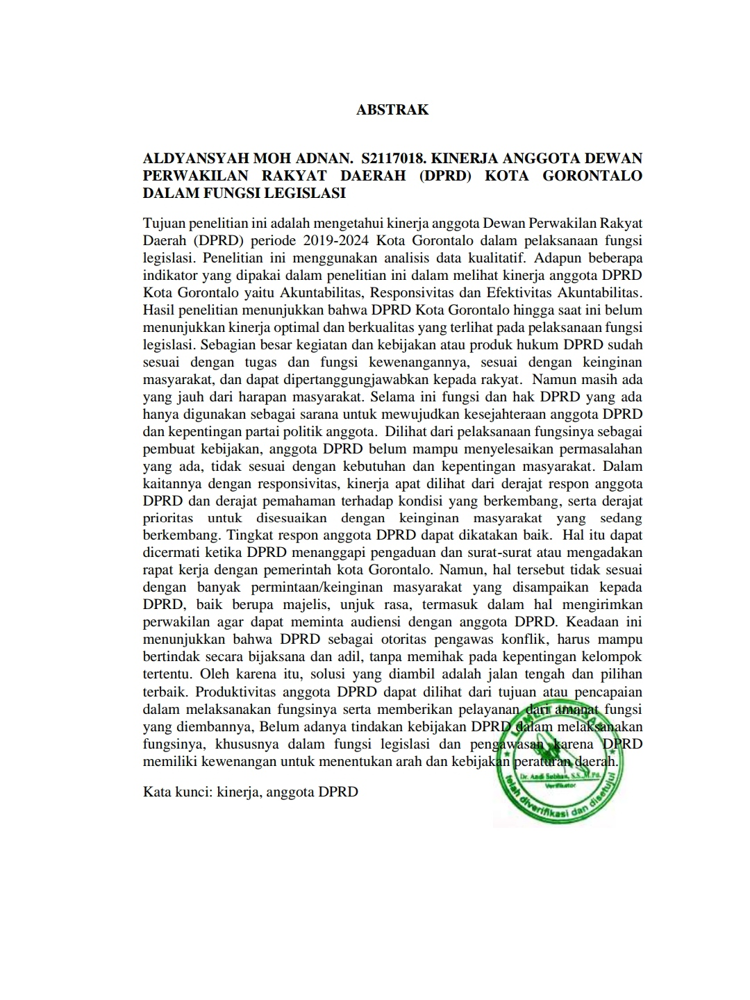 ABSTRAK
ALDYANSYAH MOH ADNAN. S2117018. KINERJA ANGGOTA DEWAN
PERWAKILAN RAKYAT DAERAH (DPRD) KOTA GORONTALO
DALAM FUNGSI LEGISLASI
Tujuan penelitian ini adalah mengetahui kinerja anggota Dewan Perwakilan Rakyat
Daerah (DPRD) periode 2019-2024 Kota Gorontalo dalam pelaksanaan fungsi
legislasi. Penelitian ini menggunakan analisis data kualitatif. Adapun beberapa
indikator yang dipakai dalam penelitian ini dalam melihat kinerja anggota DPRD
Kota Gorontalo yaitu Akuntabilitas, Responsivitas dan Efektivitas Akuntabilitas.
Hasil penelitian menunjukkan bahwa DPRD Kota Gorontalo hingga saat ini belum
menunjukkan kinerja optimal dan berkualitas yang terlihat pada pelaksanaan fungsi
legislasi. Sebagian besar kegiatan dan kebijakan atau produk hukum DPRD sudah
sesuai dengan tugas dan fungsi kewenangannya, sesuai dengan keinginan
masyarakat, dan dapat dipertanggungjawabkan kepada rakyat. Namun masih ada
yang jauh dari harapan masyarakat. Selama ini fungsi dan hak DPRD yang ada
hanya digunakan sebagai sarana untuk mewujudkan kesejahteraan anggota DPRD
dan kepentingan partai politik anggota. Dilihat dari pelaksanaan fungsinya sebagai
pembuat kebijakan, anggota DPRD belum mampu menyelesaikan permasalahan
yang ada, tidak sesuai dengan kebutuhan dan kepentingan masyarakat. Dalam
kaitannya dengan responsivitas, kinerja apat dilihat dari derajat respon anggota
DPRD dan derajat pemahaman terhadap kondisi yang berkembang, serta derajat
prioritas untuk disesuaikan dengan keinginan masyarakat yang sedang
berkembang. Tingkat respon anggota DPRD dapat dikatakan baik. Hal itu dapat
dicermati ketika DPRD menanggapi pengaduan dan surat-surat atau mengadakan
rapat kerja dengan pemerintah kota Gorontalo. Namun, hal tersebut tidak sesuai
dengan banyak permintaan/keinginan masyarakat yang disampaikan kepada
DPRD, baik berupa majelis, unjuk rasa, termasuk dalam hal mengirimkan
perwakilan agar dapat meminta audiensi dengan anggota DPRD. Keadaan ini
menunjukkan bahwa DPRD sebagai otoritas pengawas konflik, harus mampu
bertindak secara bijaksana dan adil, tanpa memihak pada kepentingan kelompok
tertentu. Oleh karena itu, solusi yang diambil adalah jalan tengah dan pilihan
terbaik. Produktivitas anggota DPRD dapat dilihat dari tujuan atau pencapaian
dalam melaksanakan fungsinya serta memberikan pelayanan dari amanat fungsi
yang diembannya, Belum adanya tindakan kebijakan DPRD dalam melaksanakan
fungsinya, khususnya dalam fungsi legislasi dan pengawasan karena DPRD
memiliki kewenangan untuk menentukan arah dan kebijakan peraturan daerah.
LEMLIT UNISAN
Dr. Andi Subhan, S.S.,M.Pd.
Verifikator
telah diverifikasi dan disetujui
Kata kunci: kinerja, anggota DPRD